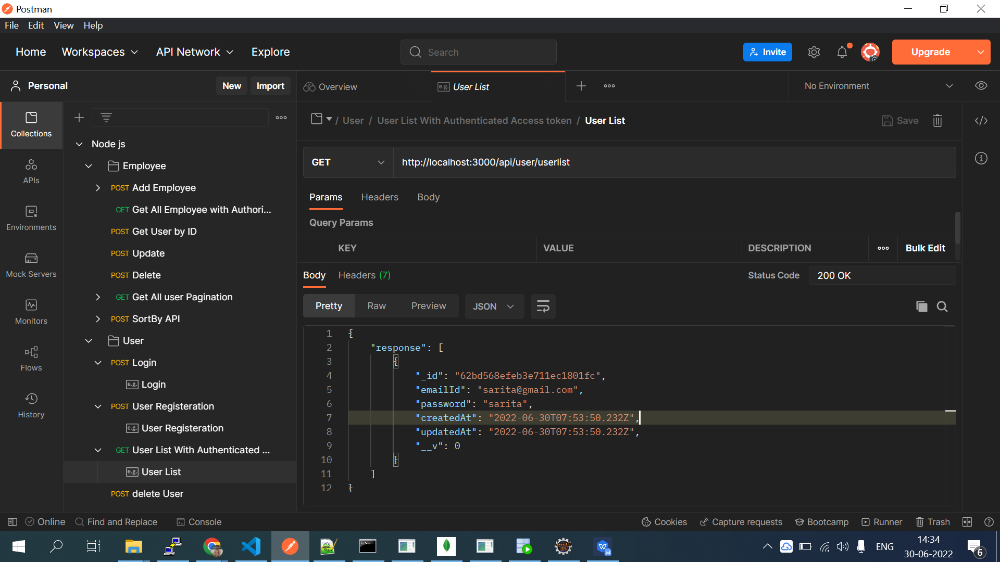 Postman
File Edit View Help
Home Workspaces API Network Explore Search Invite Upgrade
Personal New Import Overview e.g. User List No Environment
/ User / User List With Authenticated Access token / User List Save
Collections
Node js
GET http://localhost:3000/api/user/userlist
Employee
APIs
POST Add Employee
Params Headers Body
GET Get All Employee with Authori...
Query Params
Environments
POST Get User by ID
KEY VALUE DESCRIPTION Bulk Edit
POST Update
Mock Servers
POST Delete
Body Headers (7) Status Code 200 OK
GET Get All user Pagination
Pretty Raw Preview JSON
Monitors
POST SortBy API
User
Flows
POST Login
e.g. Login
History
POST User Registeration
e.g. User Registeration
GET User List With Authenticated ...
e.g. User List
POST delete User
1 {
2 "response": [
3 {
4 "_id": "62bd568efeb3e711ec1801fc",
5 "emailId": "sarita@gmail.com",
6 "password": "sarita",
7 "createdAt": "2022-06-30T07:53:50.232Z",
8 "updatedAt": "2022-06-30T07:53:50.232Z",
9 "__v": 0
10 }
11 ]
12 }
Online Find and Replace Console Cookies Capture requests Bootcamp Runner Trash
Java EE
IDE
W
ENG
14:34
30-06-2022
6